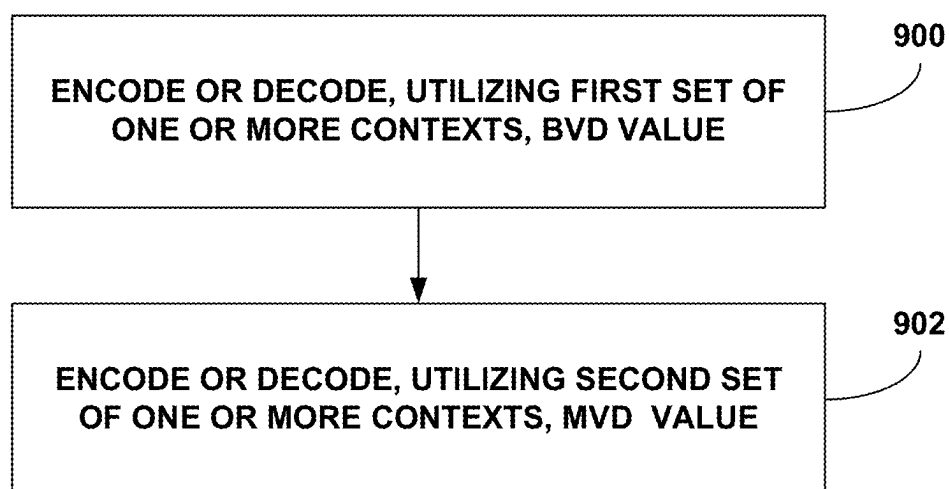 900
ENCODE OR DECODE, UTILIZING FIRST SET OF
ONE OR MORE CONTEXTS, BVD VALUE
902
ENCODE OR DECODE, UTILIZING SECOND SET
OF ONE OR MORE CONTEXTS, MVD VALUE